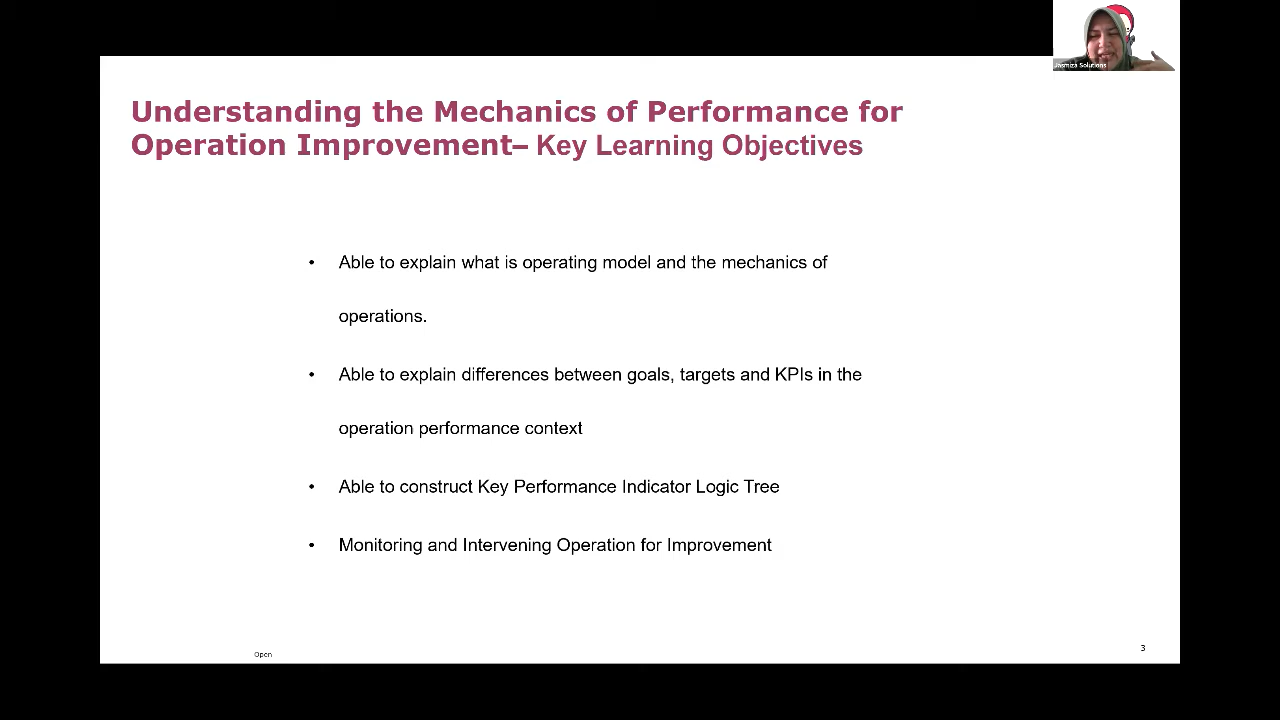 Jasmiza Solutions
Understanding the Mechanics of Performance for
Operation Improvement– Key Learning Objectives
• Able to explain what is operating model and the mechanics of
operations.
• Able to explain differences between goals, targets and KPIs in the
operation performance context
• Able to construct Key Performance Indicator Logic Tree
• Monitoring and Intervening Operation for Improvement
Open
3